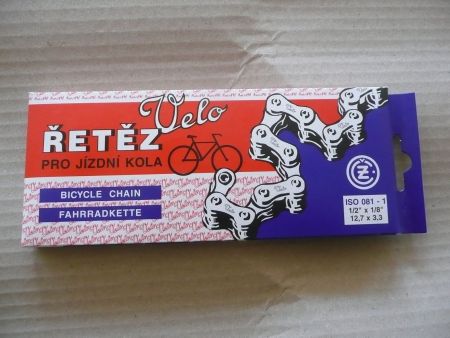 Velo
ŘETĚZ
PRO JÍZDNÍ KOLA
BICYCLE CHAIN
FAHRRADKETTE
ČZ
ISO 081 - 1
1/2" x 1/8"
12,7 x 3.3